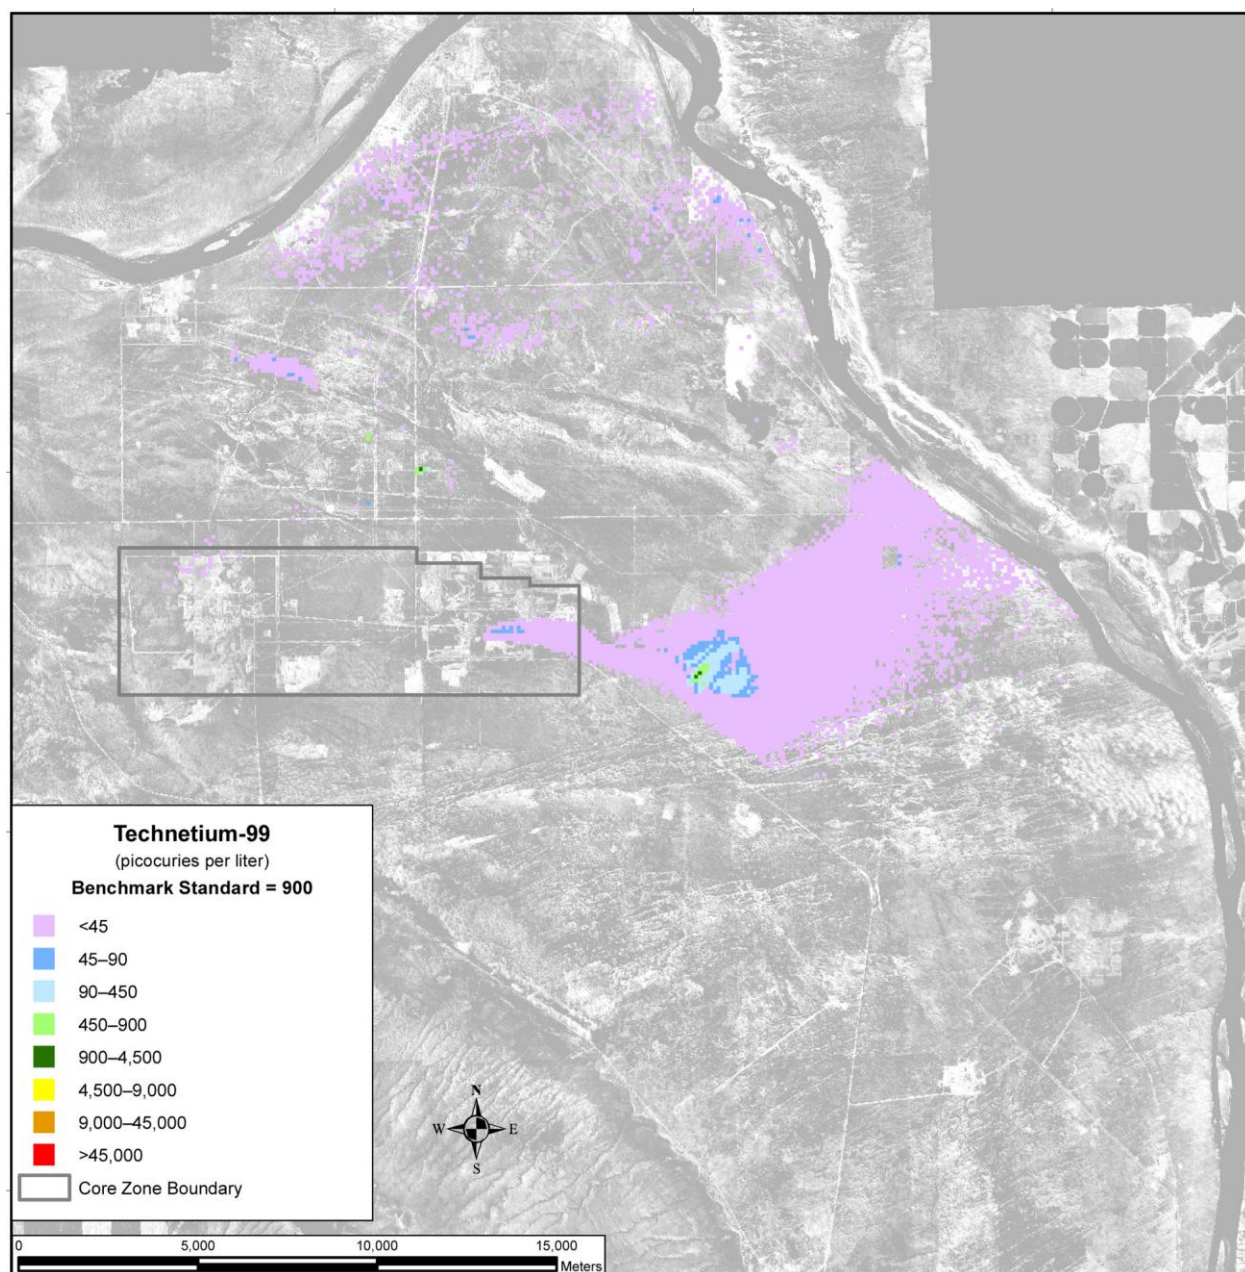 Technetium-99
(picocuries per liter)
Benchmark Standard = 900
<45
45–90
90–450
450–900
900–4,500
4,500–9,000
9,000–45,000
>45,000
Core Zone Boundary
N
W E
S
0 5,000 10,000 15,000
Meters